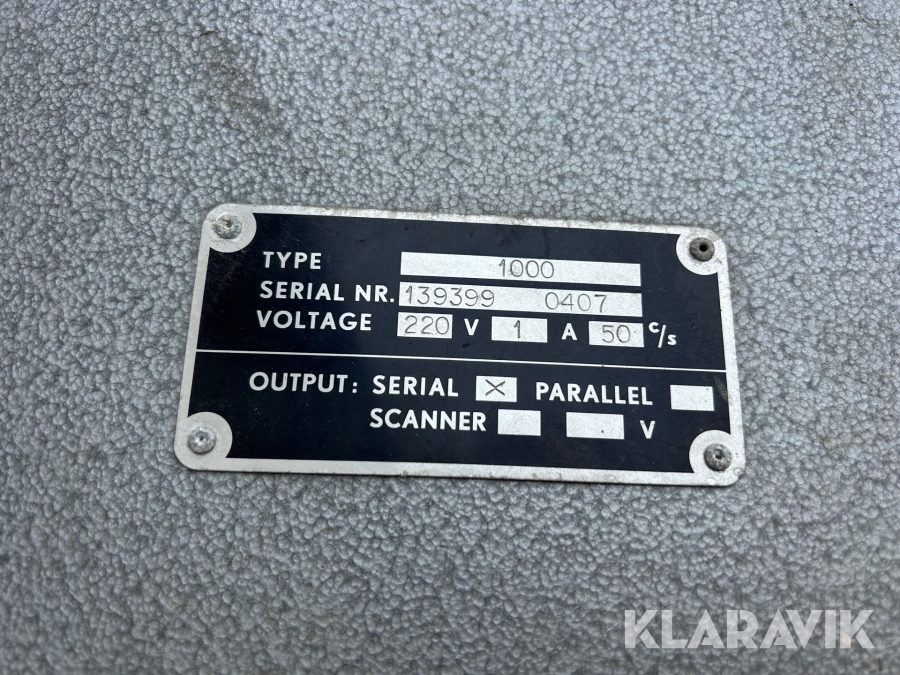 TYPE 1000
SERIAL NR. 139399 0407
VOLTAGE 220 V 1 A 50 c/s
OUTPUT: SERIAL X PARALLEL
SCANNER V
KLARAVIK